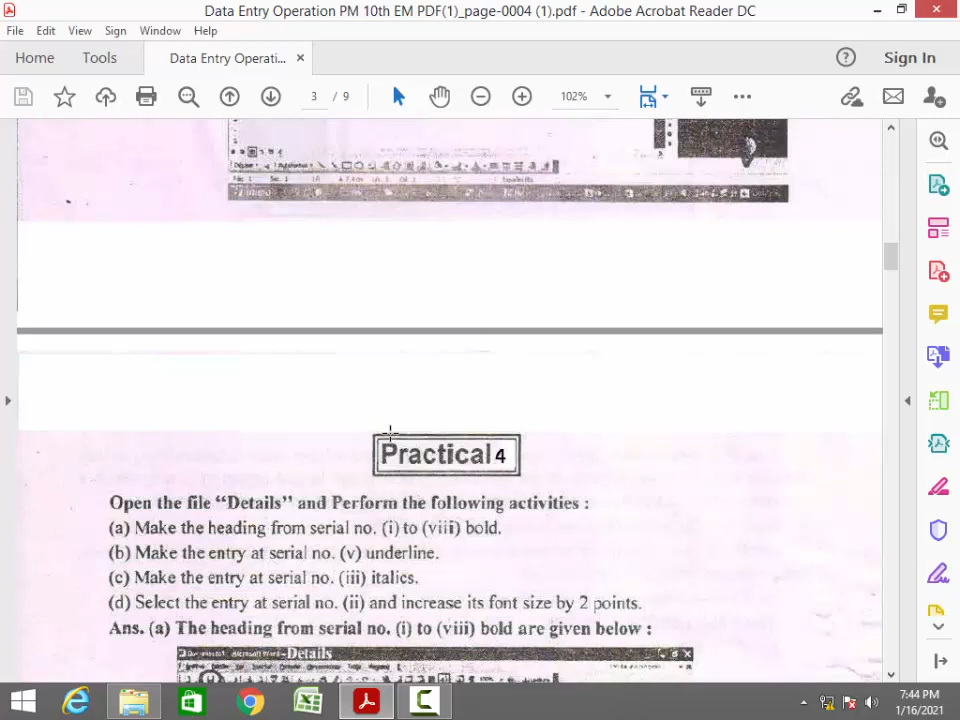 Data Entry Operation PM 10th EM PDF(1)_page-0004 (1).pdf - Adobe Acrobat Reader DC
File Edit View Sign Window Help
Home Tools Data Entry Operati... × Sign In
3 / 9 102%
Practical 4
Open the file “Details” and Perform the following activities :
(a) Make the heading from serial no. (i) to (viii) bold.
(b) Make the entry at serial no. (v) underline.
(c) Make the entry at serial no. (iii) italics.
(d) Select the entry at serial no. (ii) and increase its font size by 2 points.
Ans. (a) The heading from serial no. (i) to (viii) bold are given below :
-Details
7:44 PM
1/16/2021